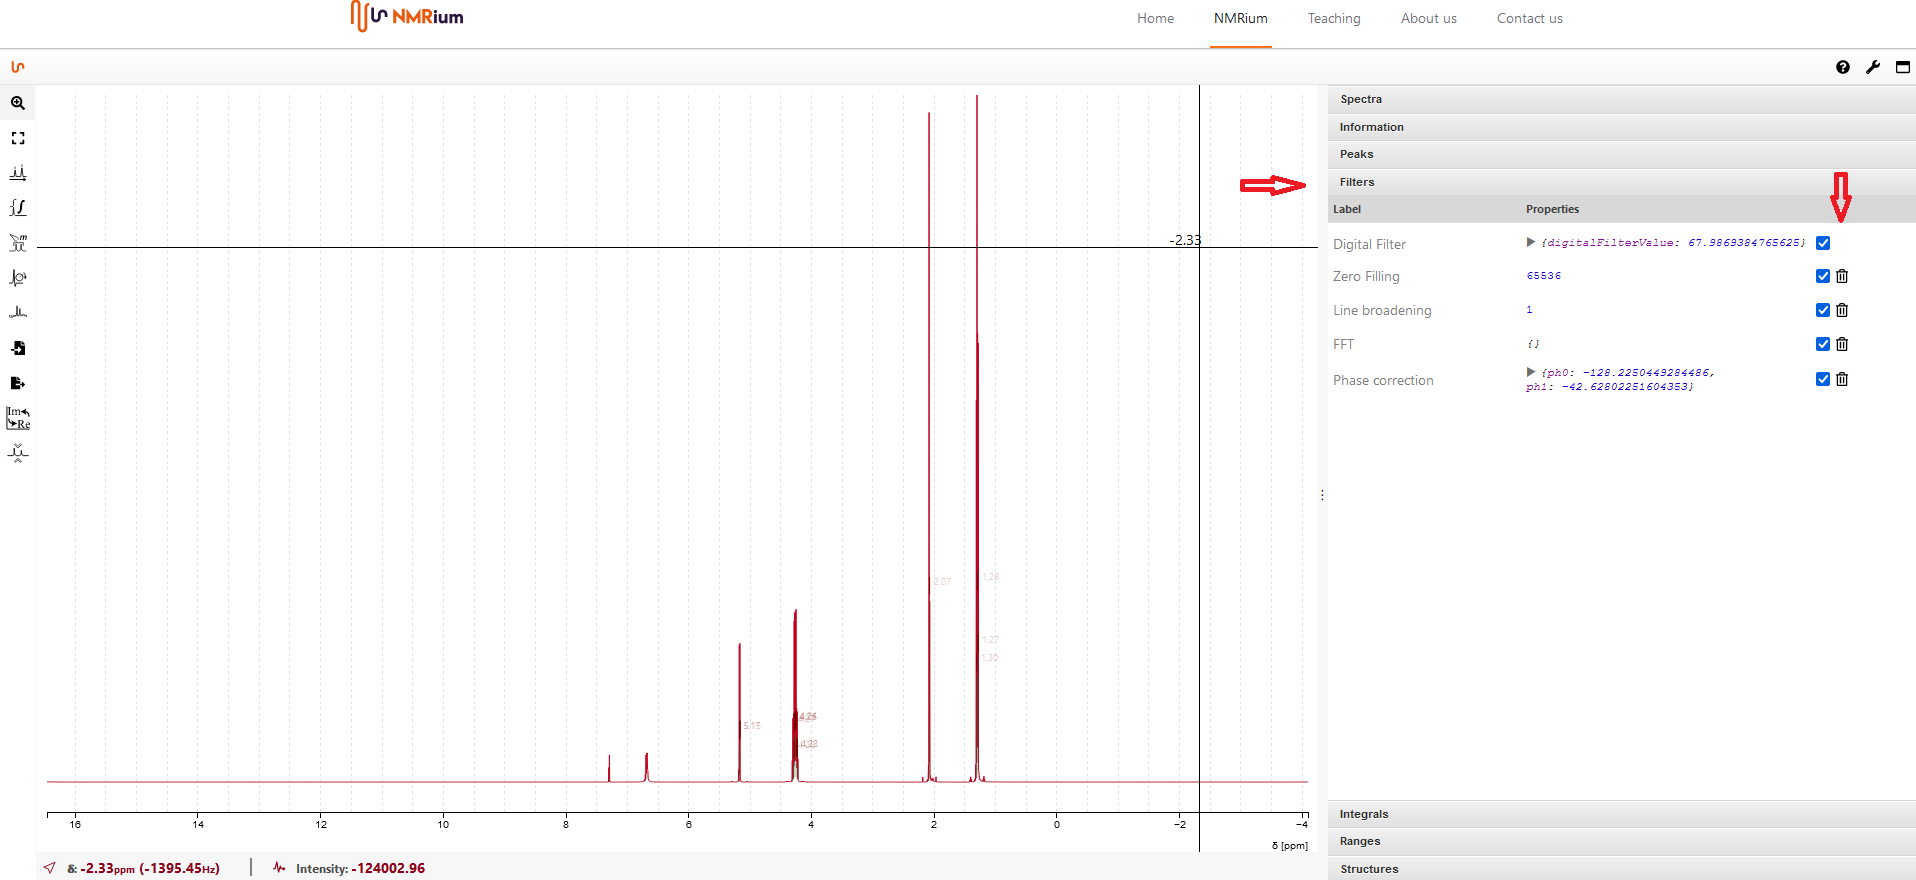 NMRium
Home NMRium Teaching About us Contact us
Spectra
Information
Peaks
Filters
Label Properties
Digital Filter {digitalFilterValue: 67.9869384765625}
Zero Filling 65536
Line broadening 1
FFT {}
Phase correction {ph0: -128.2250449284486,
ph1: -42.62802251604353}
Im
Re
-2.33
2.07
1.28
1.27
1.30
5.15
4.23
16 14 12 10 8 6 4 2 0 −2 −4
δ [ppm]
Integrals
Ranges
Structures
δ: -2.33ppm (-1395.45Hz) Intensity: -124002.96